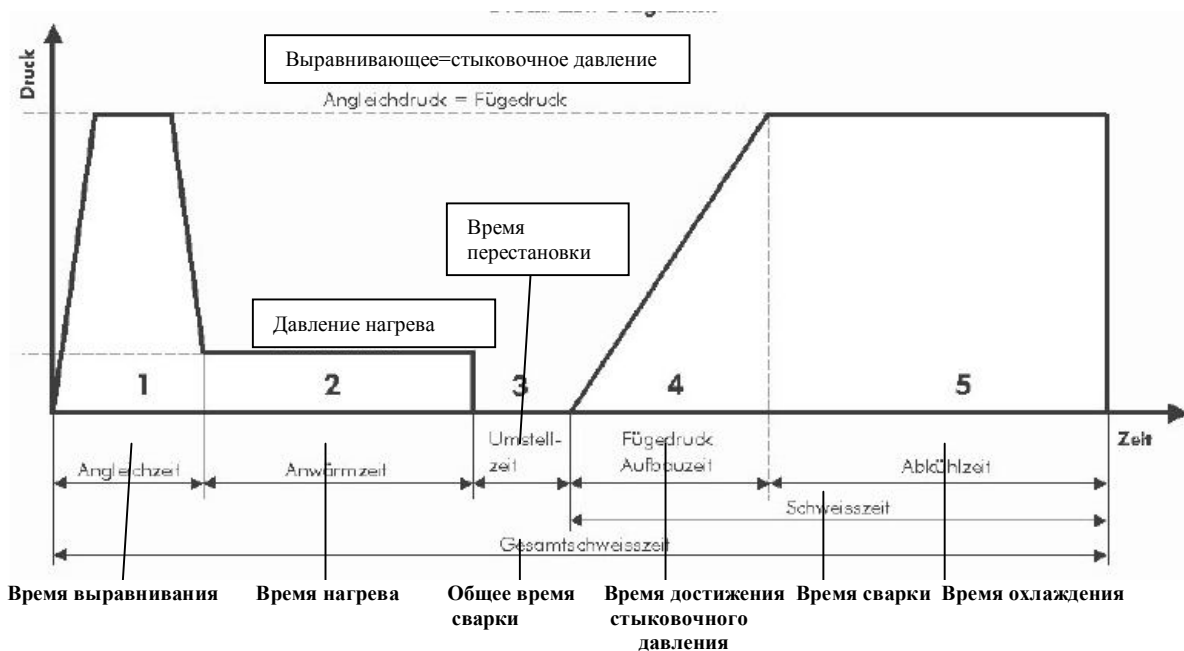 Druck
Выравнивающее=стыковочное давление
Angleichdruck = Fügedruck
Время
перестановки
Давление нагрева
1
2
3
4
5
Zeit
Umstell-
zeit
Fügedruck
Aufbauzeit
Angleichzeit
Anwärmzeit
Abkühlzeit
Schweisszeit
Gesamtschweisszeit
Время выравнивания
Время нагрева
Общее время
сварки
Время достижения
стыковочного
давления
Время сварки
Время охлаждения